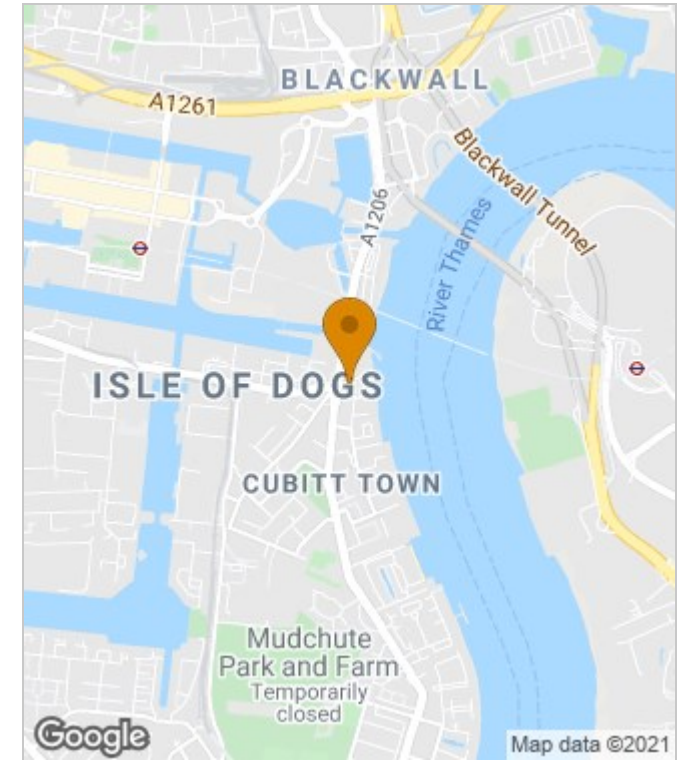 BLACKWALL
A1261
Blackwall Tunnel
A1206
River Thames
ISLE OF DOGS
CUBITT TOWN
Mudchute
Park and Farm
Temporarily
closed
Google
Map data ©2021